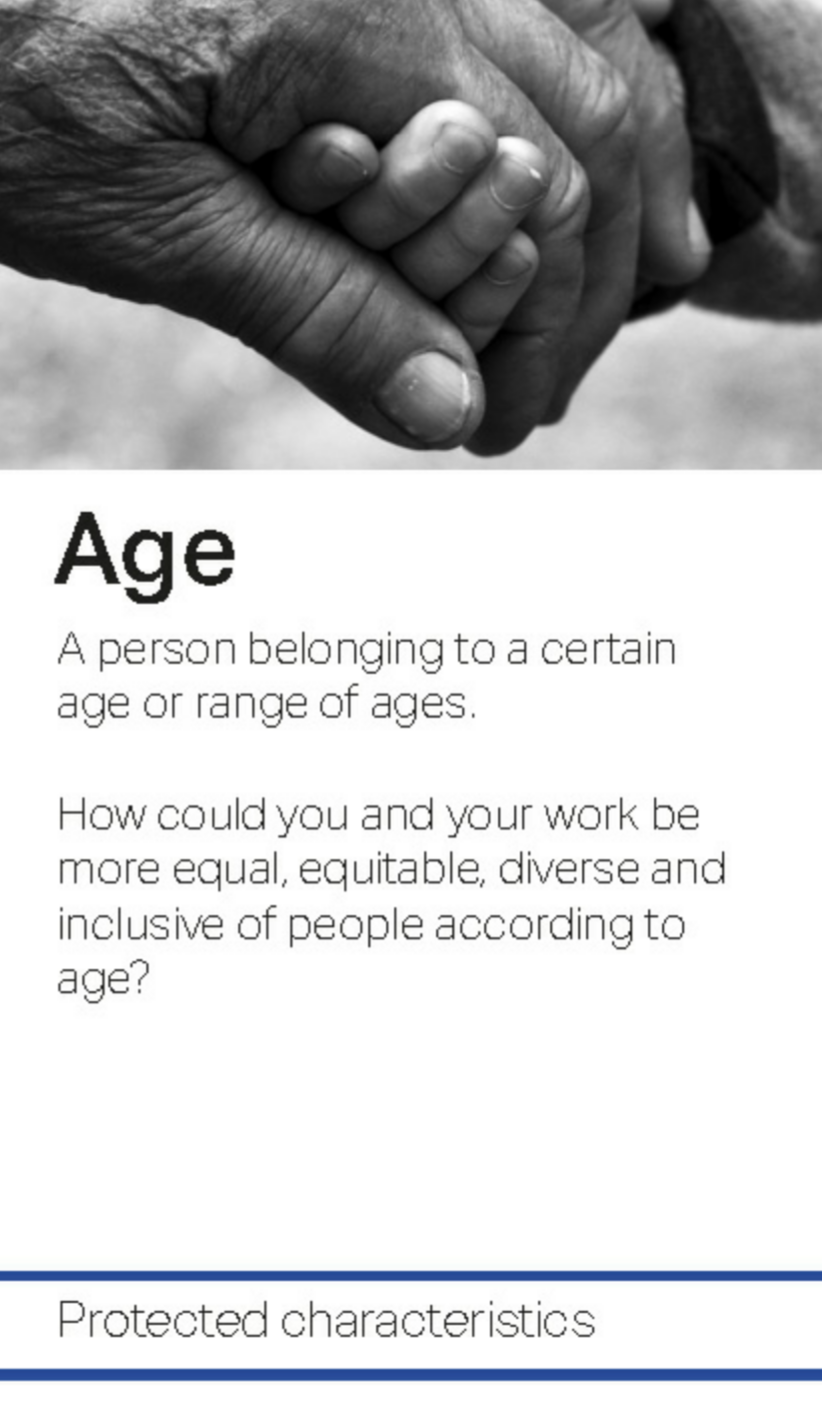 Age
A person belonging to a certain
age or range of ages.
How could you and your work be
more equal, equitable, diverse and
inclusive of people according to
age?
Protected characteristics